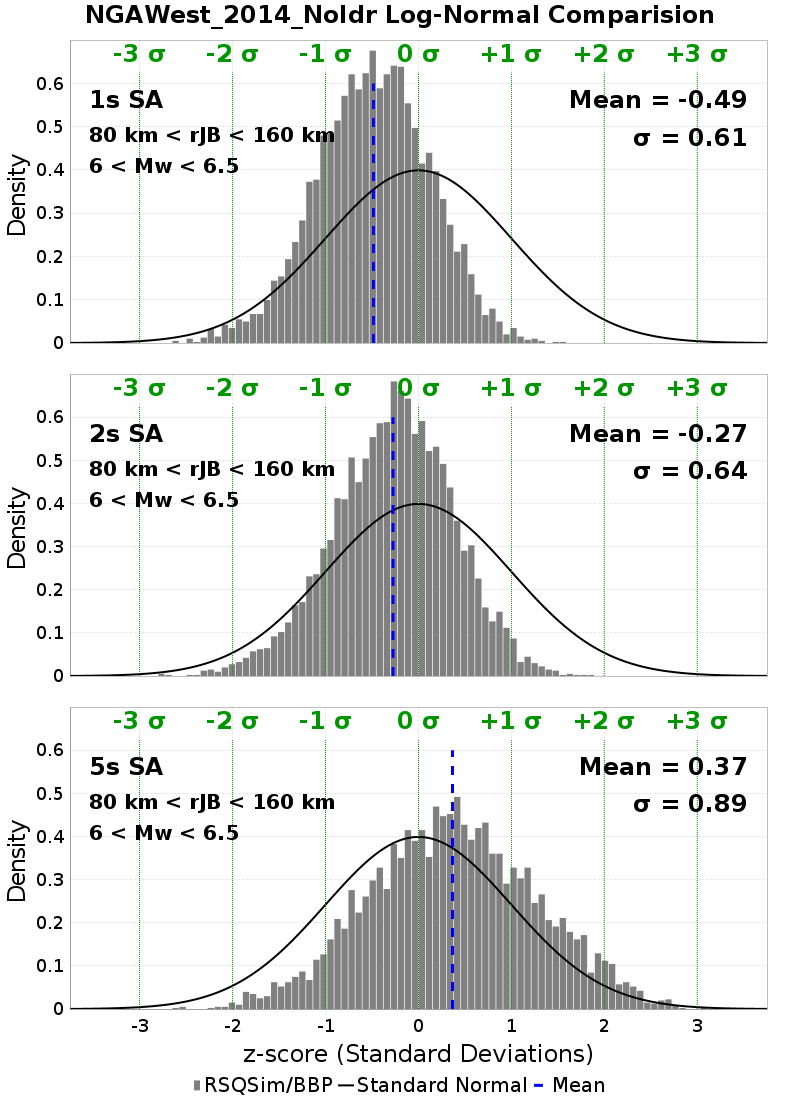 NGAWest_2014_NoIdr Log-Normal Comparision
-3 σ -2 σ -1 σ 0 σ +1 σ +2 σ +3 σ
1s SA
Mean = -0.49
80 km < rJB < 160 km
σ = 0.61
6 < Mw < 6.5
0.6
0.5
0.4
0.3
0.2
0.1
0
Density
-3 σ -2 σ -1 σ 0 σ +1 σ +2 σ +3 σ
2s SA
Mean = -0.27
80 km < rJB < 160 km
σ = 0.64
6 < Mw < 6.5
0.6
0.5
0.4
0.3
0.2
0.1
0
Density
-3 σ -2 σ -1 σ 0 σ +1 σ +2 σ +3 σ
5s SA
Mean = 0.37
80 km < rJB < 160 km
σ = 0.89
6 < Mw < 6.5
0.6
0.5
0.4
0.3
0.2
0.1
0
Density
-3 -2 -1 0 1 2 3
z-score (Standard Deviations)
RSQSim/BBP Standard Normal Mean